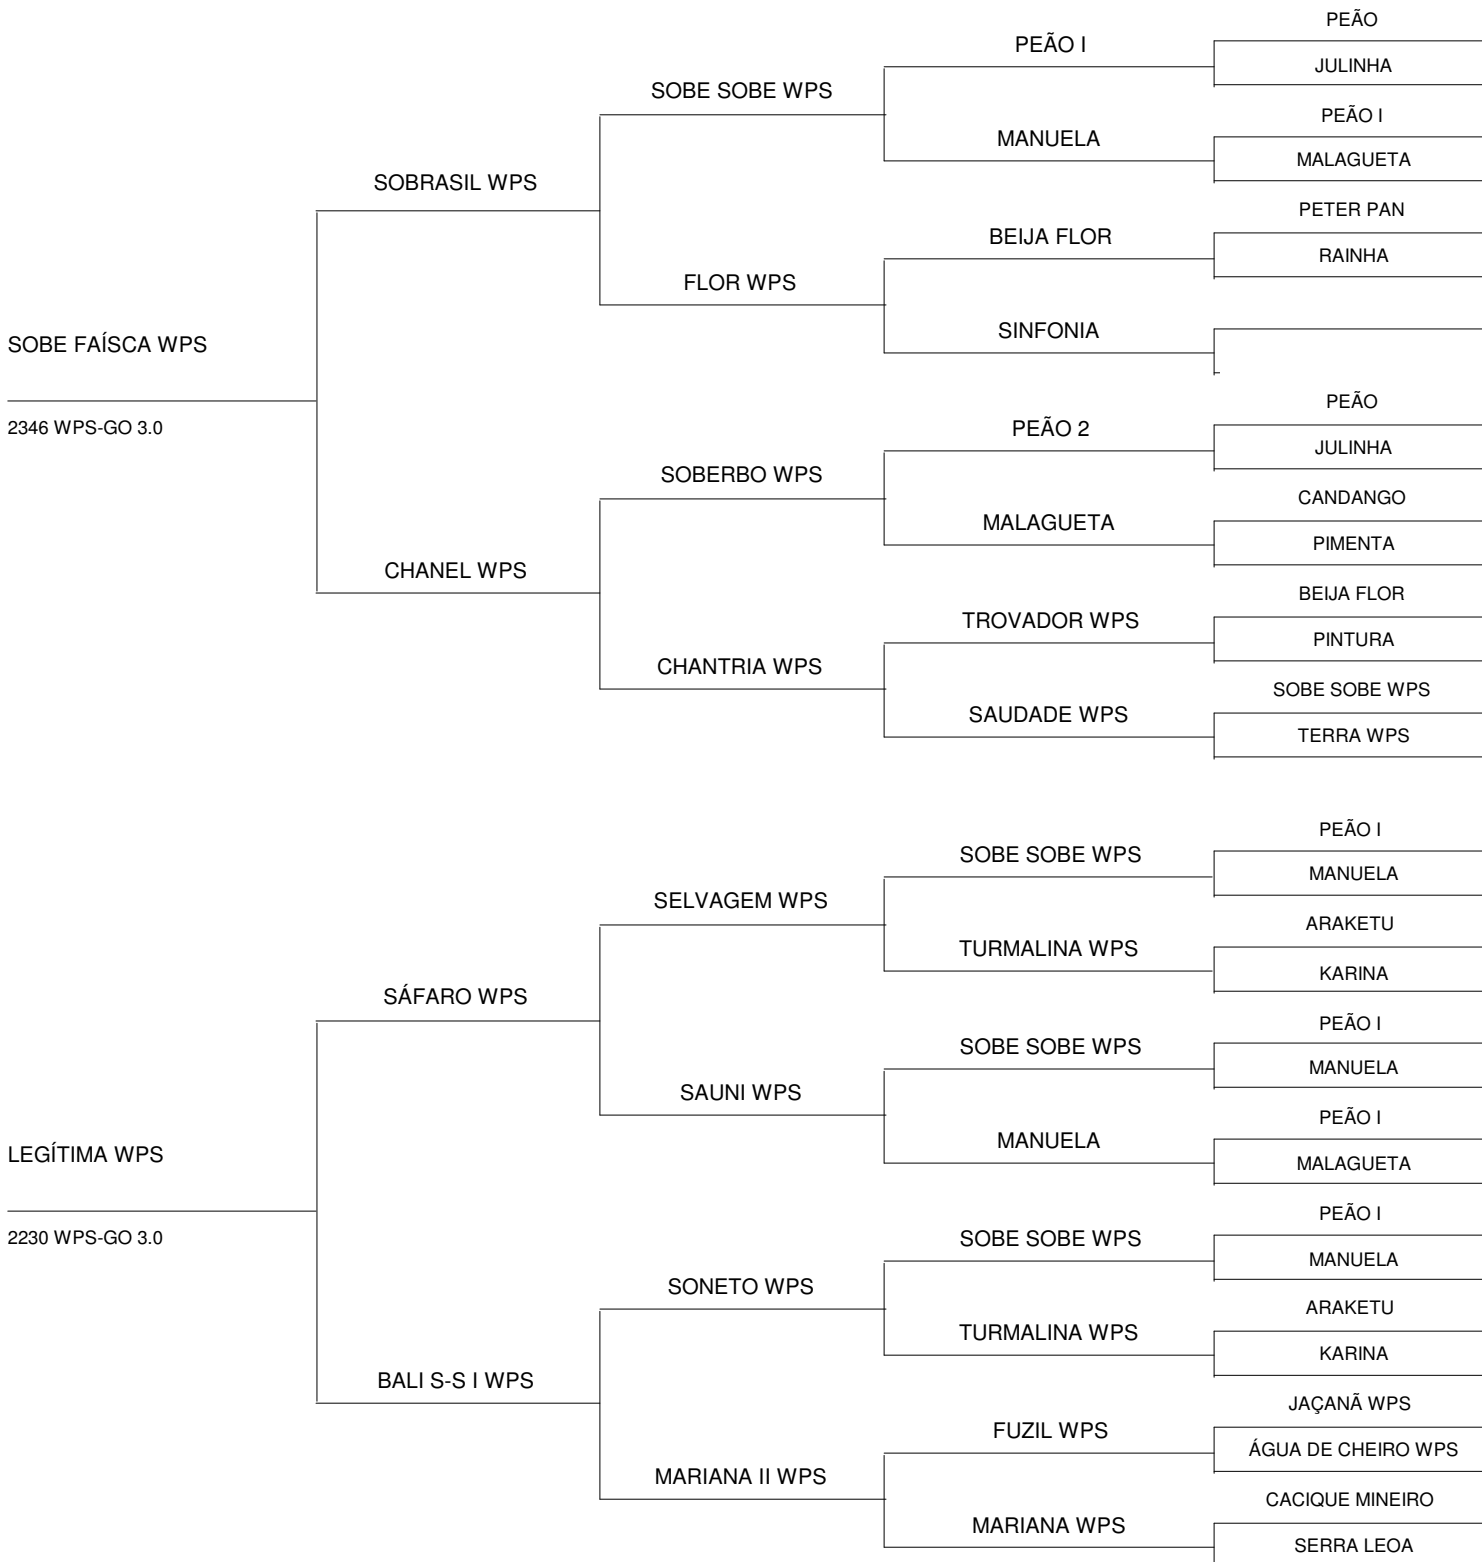 PEÃO
PEÃO I
JULINHA
SOBE SOBE WPS
PEÃO I
MANUELA
MALAGUETA
SOBRASIL WPS
PETER PAN
BEIJA FLOR
RAINHA
FLOR WPS
SINFONIA
SOBE FAÍSCA WPS
PEÃO
2346 WPS-GO 3.0
PEÃO 2
JULINHA
SOBERBO WPS
CANDANGO
MALAGUETA
PIMENTA
CHANEL WPS
BEIJA FLOR
TROVADOR WPS
PINTURA
CHANTRIA WPS
SOBE SOBE WPS
SAUDADE WPS
TERRA WPS
PEÃO I
SOBE SOBE WPS
MANUELA
SELVAGEM WPS
ARAKETU
TURMALINA WPS
KARINA
SÁFARO WPS
PEÃO I
SOBE SOBE WPS
MANUELA
SAUNI WPS
PEÃO I
MANUELA
MALAGUETA
LEGÍTIMA WPS
PEÃO I
2230 WPS-GO 3.0
SOBE SOBE WPS
MANUELA
SONETO WPS
ARAKETU
TURMALINA WPS
KARINA
BALI S-S I WPS
JAÇANÃ WPS
FUZIL WPS
ÁGUA DE CHEIRO WPS
MARIANA II WPS
CACIQUE MINEIRO
MARIANA WPS
SERRA LEOA